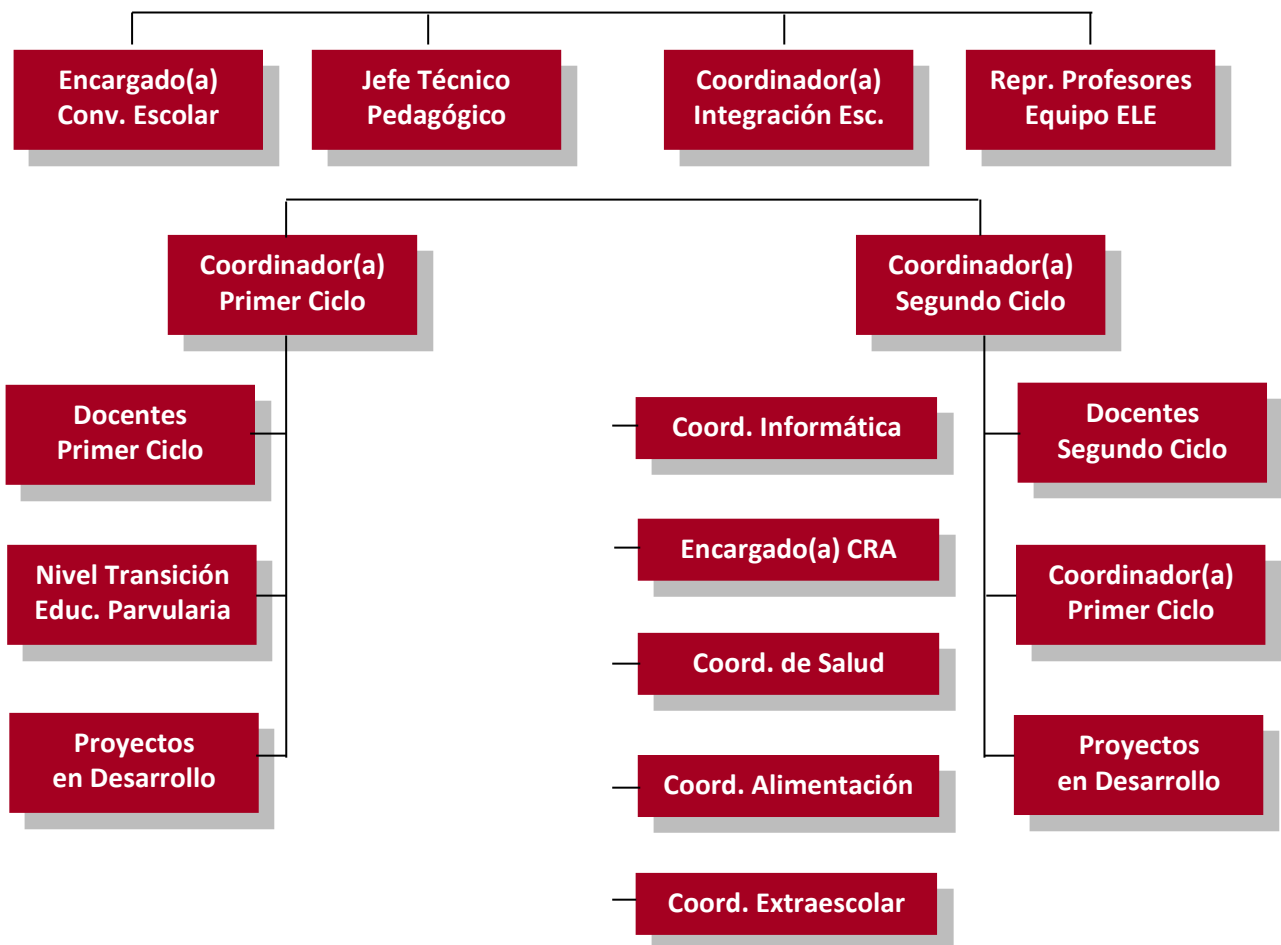 Encargado(a)
Conv. Escolar
Jefe Técnico
Pedagógico
Coordinador(a)
Integración Esc.
Repr. Profesores
Equipo ELE
Coordinador(a)
Primer Ciclo
Coordinador(a)
Segundo Ciclo
Docentes
Primer Ciclo
Nivel Transición
Educ. Parvularia
Proyectos
en Desarrollo
Coord. Informática
Encargado(a) CRA
Coord. de Salud
Coord. Alimentación
Coord. Extraescolar
Docentes
Segundo Ciclo
Coordinador(a)
Primer Ciclo
Proyectos
en Desarrollo